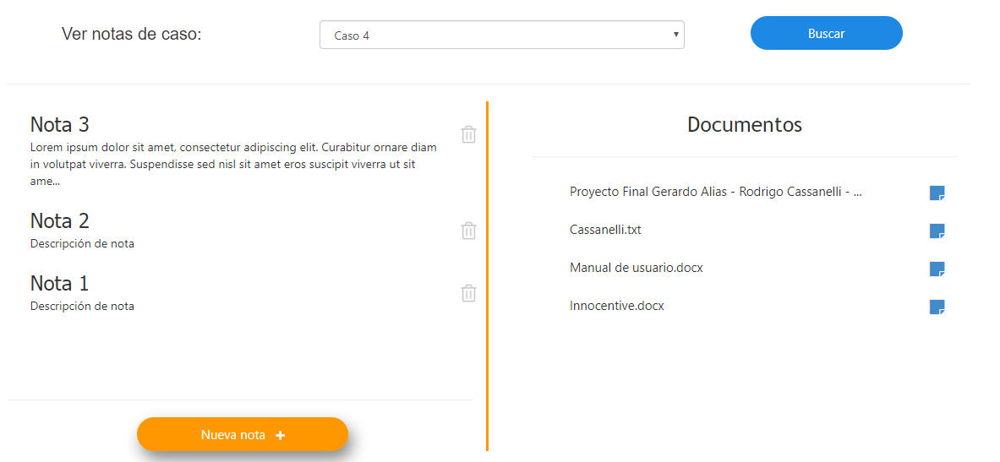 Ver notas de caso:
Caso 4
Buscar
Nota 3
Lorem ipsum dolor sit amet, consectetur adipiscing elit. Curabitur ornare diam
in volutpat viverra. Suspendisse sed nisl sit amet eros suscipit viverra ut sit
ame...
Nota 2
Descripción de nota
Nota 1
Descripción de nota
Nueva nota +
Documentos
Proyecto Final Gerardo Alias - Rodrigo Cassanelli - ...
Cassanelli.txt
Manual de usuario.docx
Innocentive.docx